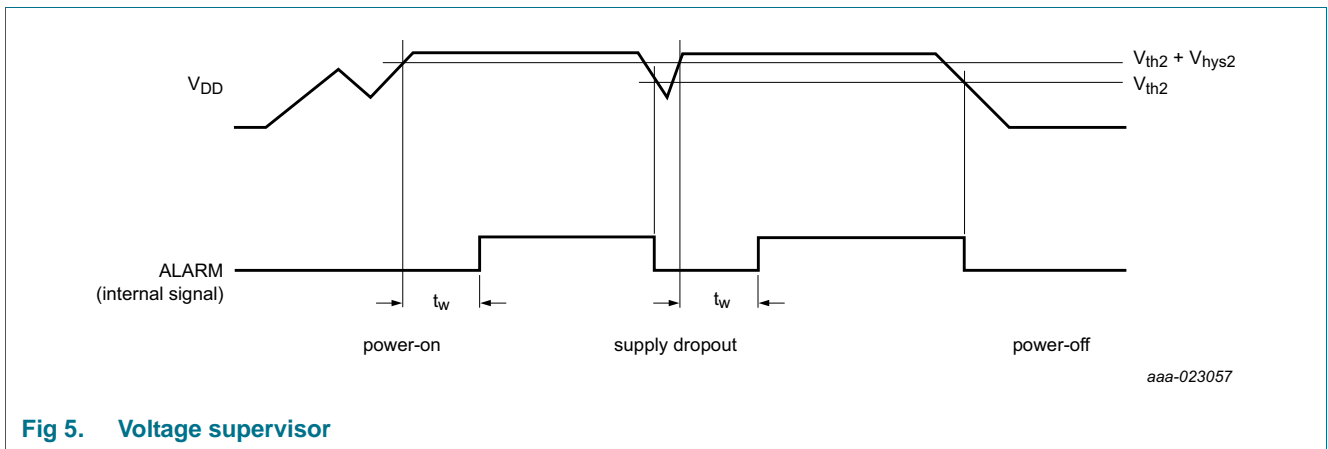 V_DD
V_th2 + V_hys2
V_th2
ALARM
(internal signal)
t_w
t_w
power-on
supply dropout
power-off
aaa-023057
Fig 5. Voltage supervisor